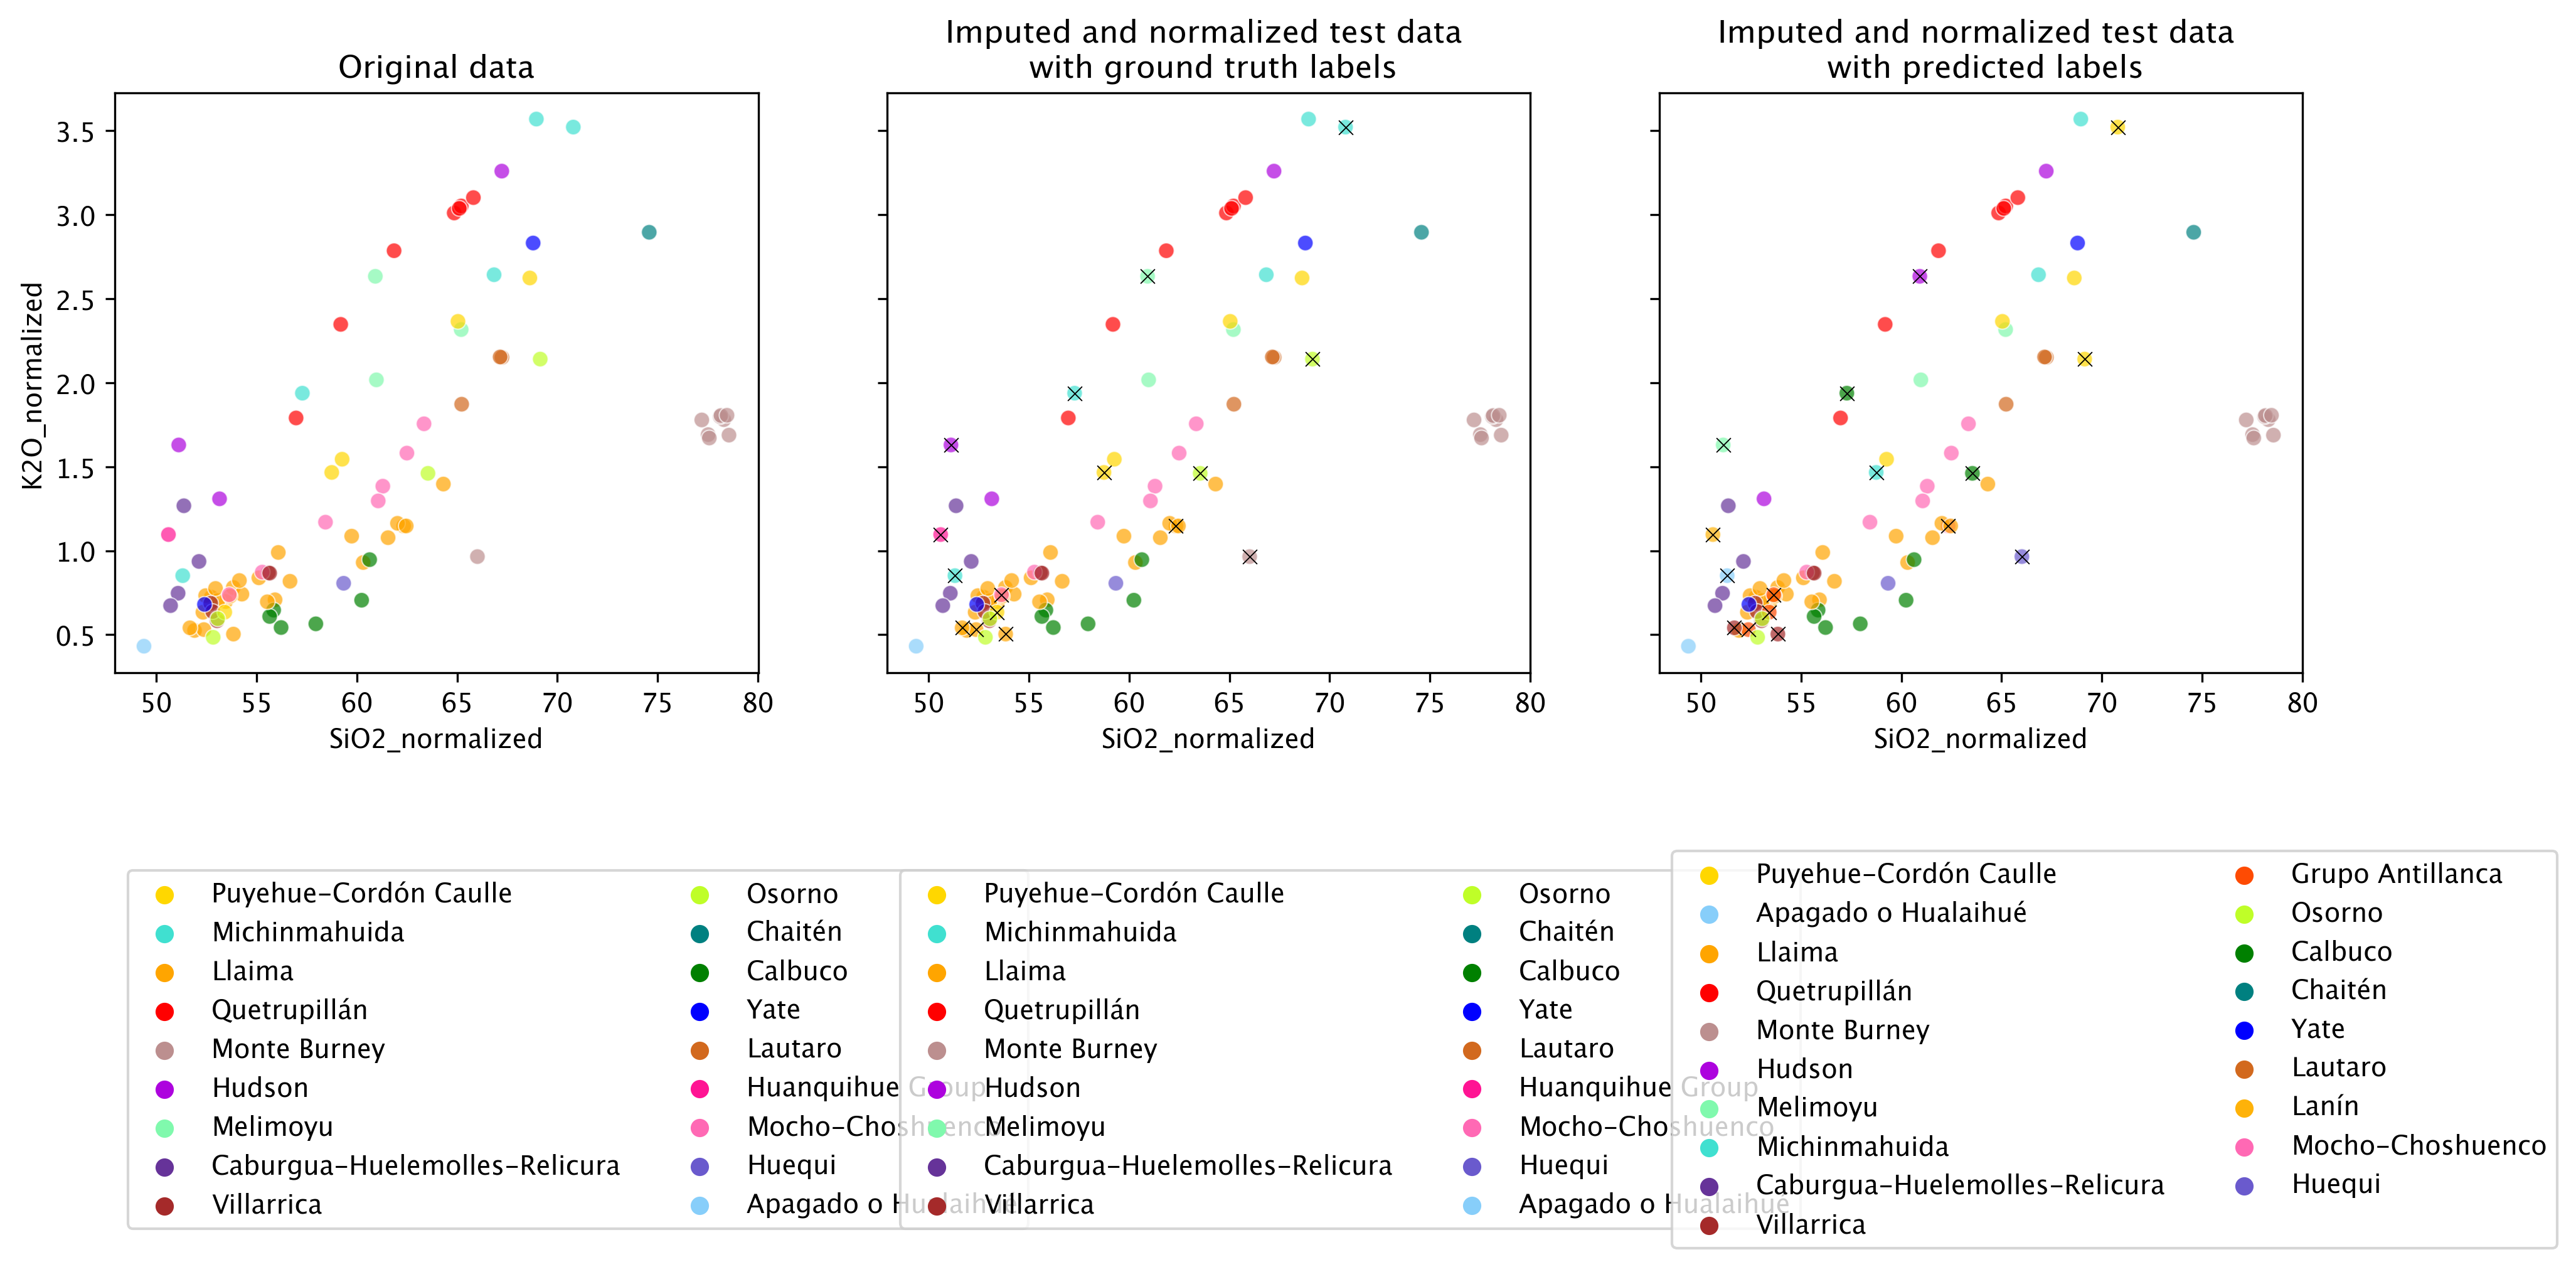 Original data
Imputed and normalized test data
with ground truth labels
Imputed and normalized test data
with predicted labels
K2O_normalized
3.5
3.0
2.5
2.0
1.5
1.0
0.5
50 55 60 65 70 75 80
50 55 60 65 70 75 80
50 55 60 65 70 75 80
SiO2_normalized
SiO2_normalized
SiO2_normalized
Puyehue-Cordón Caulle
Michinmahuida
Llaima
Quetrupillán
Monte Burney
Hudson
Melimoyu
Caburgua-Huelemolles-Relicura
Villarrica
Osorno
Chaitén
Calbuco
Yate
Lautaro
Huanquihue Group
Mocho-Choshuenco
Huequi
Apagado o Hualaihué
Puyehue-Cordón Caulle
Michinmahuida
Llaima
Quetrupillán
Monte Burney
Hudson
Melimoyu
Caburgua-Huelemolles-Relicura
Villarrica
Osorno
Chaitén
Calbuco
Yate
Lautaro
Huanquihue Group
Mocho-Choshuenco
Huequi
Apagado o Hualaihué
Puyehue-Cordón Caulle
Apagado o Hualaihué
Llaima
Quetrupillán
Monte Burney
Hudson
Melimoyu
Michinmahuida
Caburgua-Huelemolles-Relicura
Villarrica
Grupo Antillanca
Osorno
Calbuco
Chaitén
Yate
Lautaro
Lanín
Mocho-Choshuenco
Huequi